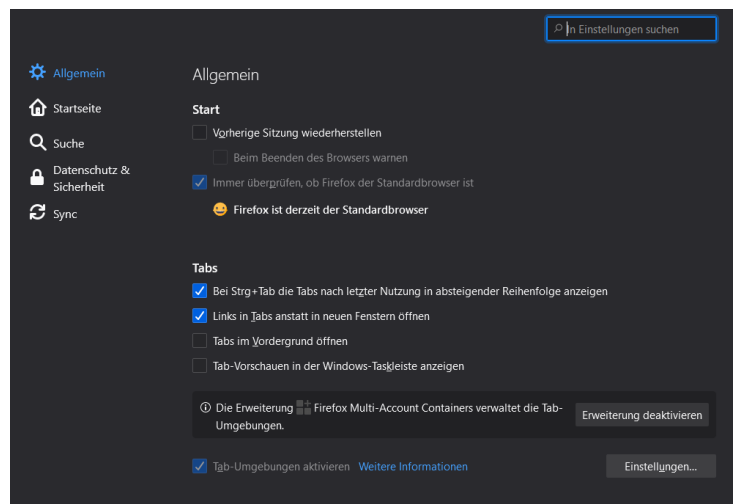 In Einstellungen suchen
Allgemein
Startseite
Suche
Datenschutz &
Sicherheit
Sync
Allgemein
Start
Vorherige Sitzung wiederherstellen
Beim Beenden des Browsers warnen
Immer überprüfen, ob Firefox der Standardbrowser ist
Firefox ist derzeit der Standardbrowser
Tabs
Bei Strg+Tab die Tabs nach letzter Nutzung in absteigender Reihenfolge anzeigen
Links in Tabs anstatt in neuen Fenstern öffnen
Tabs im Vordergrund öffnen
Tab-Vorschauen in der Windows-Taskleiste anzeigen
Die Erweiterung Firefox Multi-Account Containers verwaltet die Tab-
Umgebungen.
Erweiterung deaktivieren
Tab-Umgebungen aktivieren Weitere Informationen
Einstellungen...